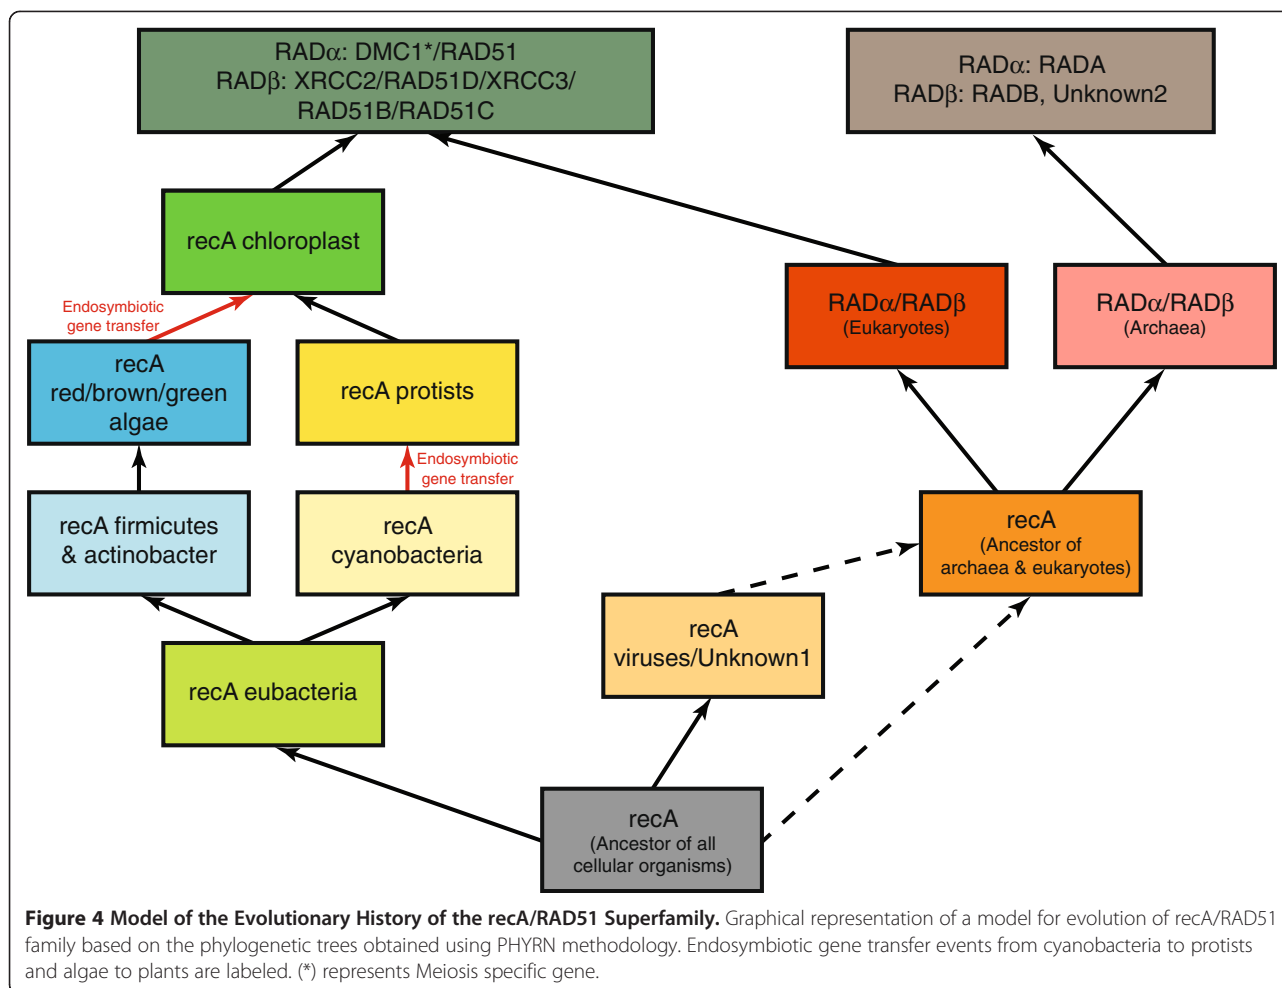 RADα: DMC1*/RAD51
RADβ: XRCC2/RAD51D/XRCC3/
RAD51B/RAD51C
RADα: RADA
RADβ: RADB, Unknown2
recA chloroplast
RADα/RADβ
(Eukaryotes)
RADα/RADβ
(Archaea)
Endosymbiotic
gene transfer
recA
red/brown/green
algae
recA protists
Endosymbiotic
gene transfer
recA firmicutes
& actinobacter
recA
cyanobacteria
recA
(Ancestor of
archaea & eukaryotes)
recA
viruses/Unknown1
recA eubacteria
recA
(Ancestor of all
cellular organisms)
Figure 4 Model of the Evolutionary History of the recA/RAD51 Superfamily. Graphical representation of a model for evolution of recA/RAD51
family based on the phylogenetic trees obtained using PHYRN methodology. Endosymbiotic gene transfer events from cyanobacteria to protists
and algae to plants are labeled. (*) represents Meiosis specific gene.